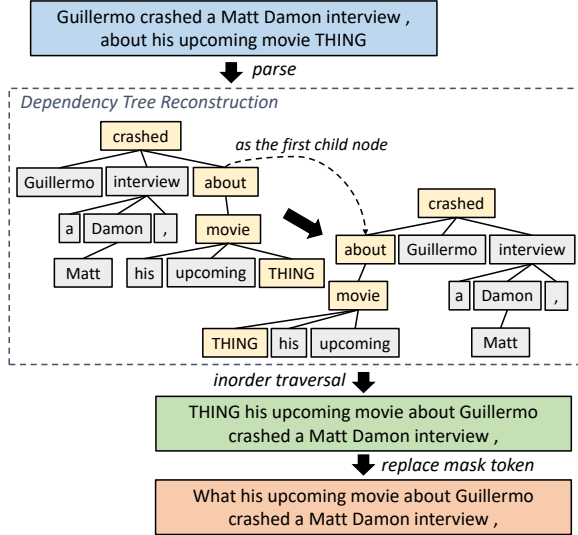 Guillermo crashed a Matt Damon interview ,
about his upcoming movie THING
parse
Dependency Tree Reconstruction
crashed
as the first child node
Guillermo interview about
crashed
a Damon ,
movie
about Guillermo interview
Matt his upcoming THING
movie
a Damon ,
THING his upcoming
Matt
inorder traversal
THING his upcoming movie about Guillermo
crashed a Matt Damon interview ,
replace mask token
What his upcoming movie about Guillermo
crashed a Matt Damon interview ,